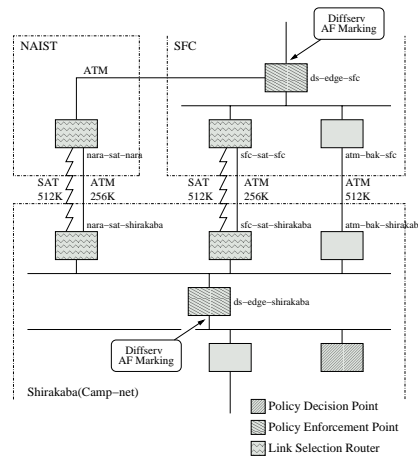 Diffserv
AF Marking
NAIST
SFC
ATM
ds-edge-sfc
nara-sat-nara
sfc-sat-sfc
atm-bak-sfc
SAT
512K
ATM
256K
SAT
512K
ATM
256K
ATM
512K
nara-sat-shirakaba
sfc-sat-shirakaba
atm-bak-shirakaba
ds-edge-shirakaba
Diffserv
AF Marking
Shirakaba(Camp-net)
Policy Decision Point
Policy Enforcement Point
Link Selection Router